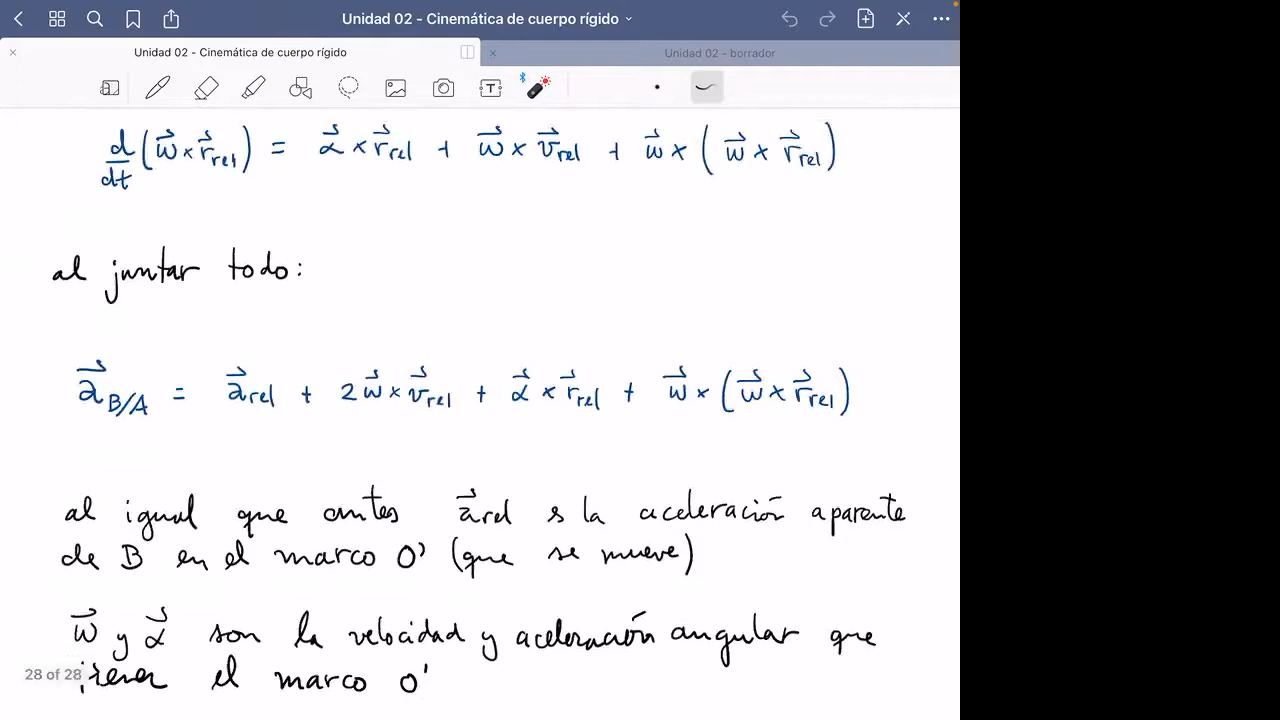 Unidad 02 - Cinemática de cuerpo rígido
Unidad 02 - Cinemática de cuerpo rígido
Unidad 02 - borrador
d/dt (w⃗ × r⃗rel) = α⃗ × r⃗rel + w⃗ × v⃗rel + w⃗ × (w⃗ × r⃗rel)
al juntar todo:
a⃗B/A = a⃗rel + 2 w⃗ × v⃗rel + α⃗ × r⃗rel + w⃗ × (w⃗ × r⃗rel)
al igual que antes a⃗rel es la aceleración aparente
de B en el marco O' (que se mueve)
w⃗ y α⃗ son la velocidad y aceleración angular que
el marco O'
28 of 28